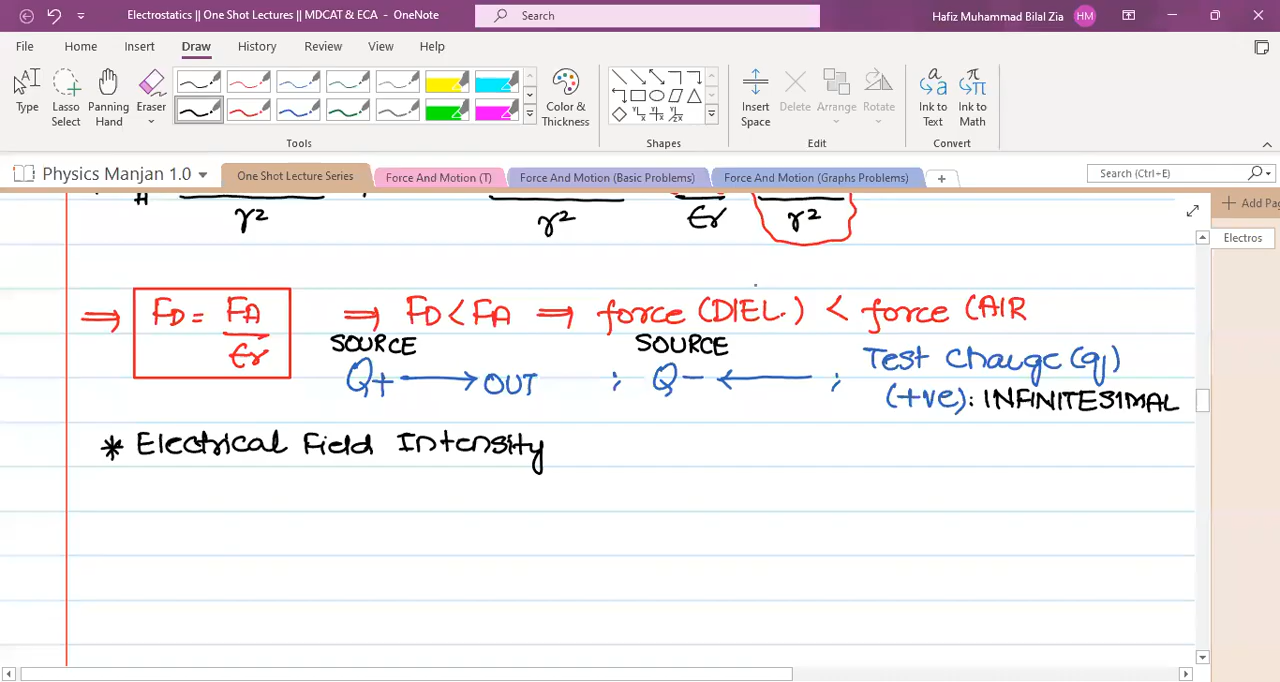 Electrostatics || One Shot Lectures || MDCAT & ECA - OneNote
Search
Hafiz Muhammad Bilal Zia HM
File Home Insert Draw History Review View Help
Type Lasso Select Panning Hand Eraser Color & Thickness Insert Space Delete Arrange Rotate Ink to Text Ink to Math
Tools Shapes Edit Convert
Physics Manjan 1.0 One Shot Lecture Series Force And Motion (T) Force And Motion (Basic Problems) Force And Motion (Graphs Problems) + Search (Ctrl+E)
Add Pag
Electros
r² r² Er r²
⇒ FD = FA / Er ⇒ FD < FA ⇒ force (DIEL.) < force (AIR
SOURCE SOURCE
Q+ ⟶ OUT ; Q- ⟵ ; Test Charge (q)
(+ve): INFINITESIMAL
* Electrical Field Intensity